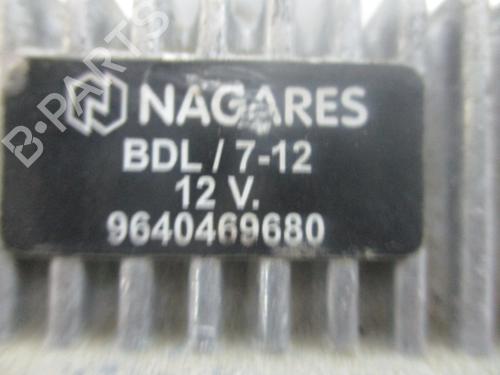 NAGARES
BDL / 7-12
12 V.
9640469680
B-PARTS